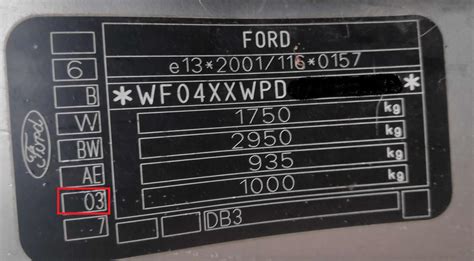 FORD
e13*2001/116*0157
*WF04XXWPD *
1750 kg
2950 kg
935 kg
1000 kg
6
B
W
BW
AE
03
7
DB3
Ford